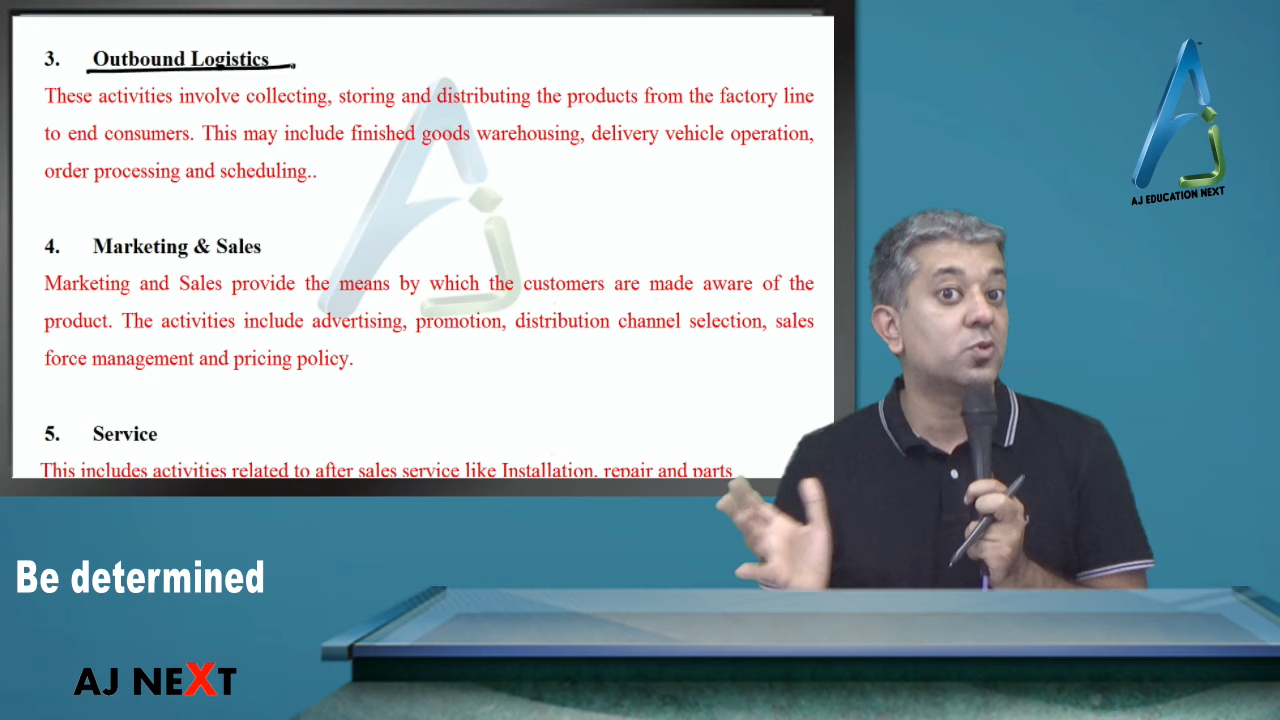 3. Outbound Logistics
These activities involve collecting, storing and distributing the products from the factory line
to end consumers. This may include finished goods warehousing, delivery vehicle operation,
order processing and scheduling..
4. Marketing & Sales
Marketing and Sales provide the means by which the customers are made aware of the
product. The activities include advertising, promotion, distribution channel selection, sales
force management and pricing policy.
5. Service
This includes activities related to after sales service like Installation, repair and parts
AJ EDUCATION NEXT
Be determined
AJ NEXT